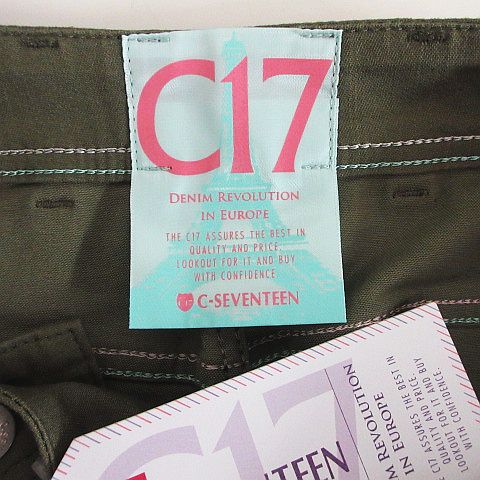 C17
DENIM REVOLUTION
IN EUROPE
THE C17 ASSURES THE BEST IN
QUALITY AND PRICE.
LOOKOUT FOR IT AND BUY
WITH CONFIDENCE.
C-SEVENTEEN
C17
TEEN
M REVOLUTION
IN EUROPE
C17 ASSURES THE BEST IN
QUALITY AND PRICE.
LOOKOUT FOR IT AND BUY
WITH CONFIDENCE.